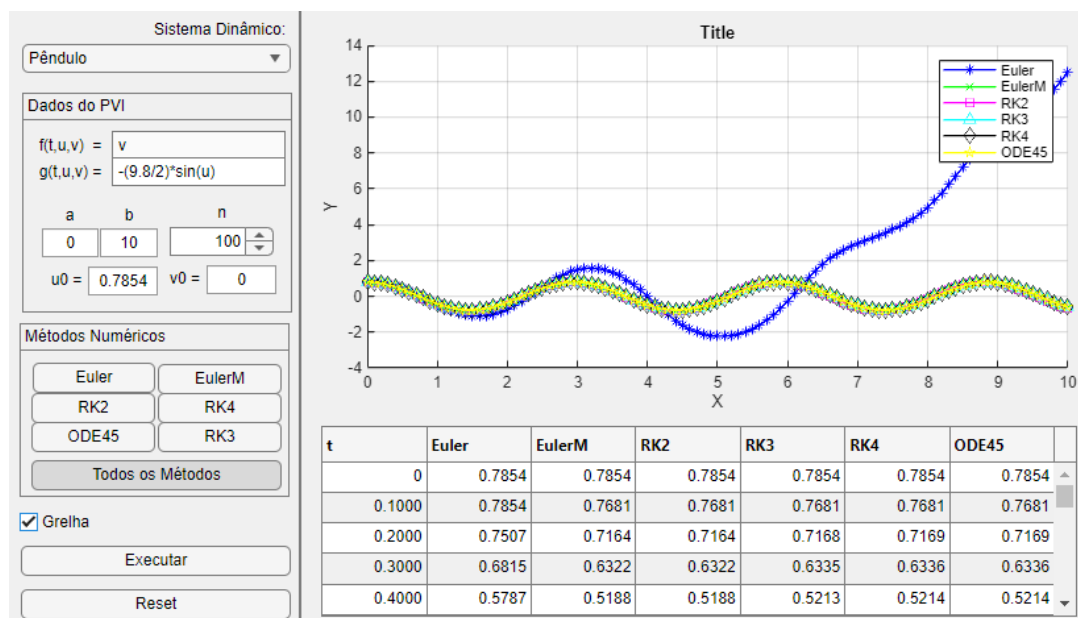 Sistema Dinâmico:
Pêndulo
Dados do PVI
f(t,u,v) = v
g(t,u,v) = -(9.8/2)*sin(u)
a b n
0 10 100
u0 = 0.7854 v0 = 0
Métodos Numéricos
Euler EulerM
RK2 RK4
ODE45 RK3
Todos os Métodos
Grelha
Executar
Reset
Title
14
12
10
8
6
4
2
0
-2
-4
Y
0 1 2 3 4 5 6 7 8 9 10
X
Euler
EulerM
RK2
RK3
RK4
ODE45
t Euler EulerM RK2 RK3 RK4 ODE45
0 0.7854 0.7854 0.7854 0.7854 0.7854 0.7854
0.1000 0.7854 0.7681 0.7681 0.7681 0.7681 0.7681
0.2000 0.7507 0.7164 0.7164 0.7168 0.7169 0.7169
0.3000 0.6815 0.6322 0.6322 0.6335 0.6336 0.6336
0.4000 0.5787 0.5188 0.5188 0.5213 0.5214 0.5214